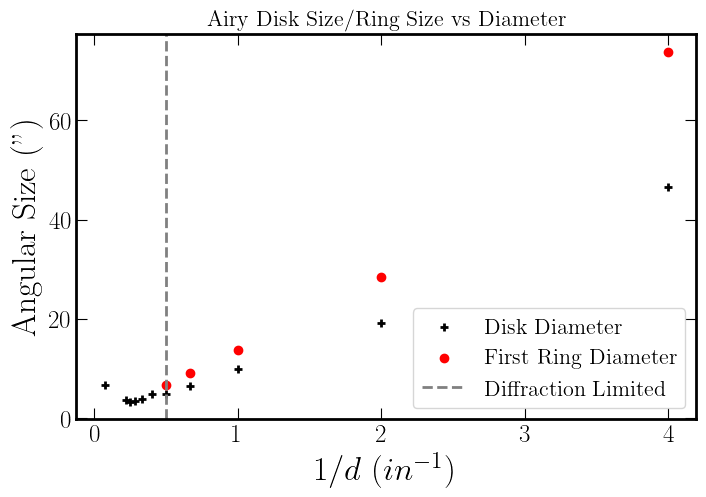 Airy Disk Size/Ring Size vs Diameter
Angular Size (”)
60
40
20
0
0
1
2
3
4
1/d (in⁻¹)
Disk Diameter
First Ring Diameter
Diffraction Limited